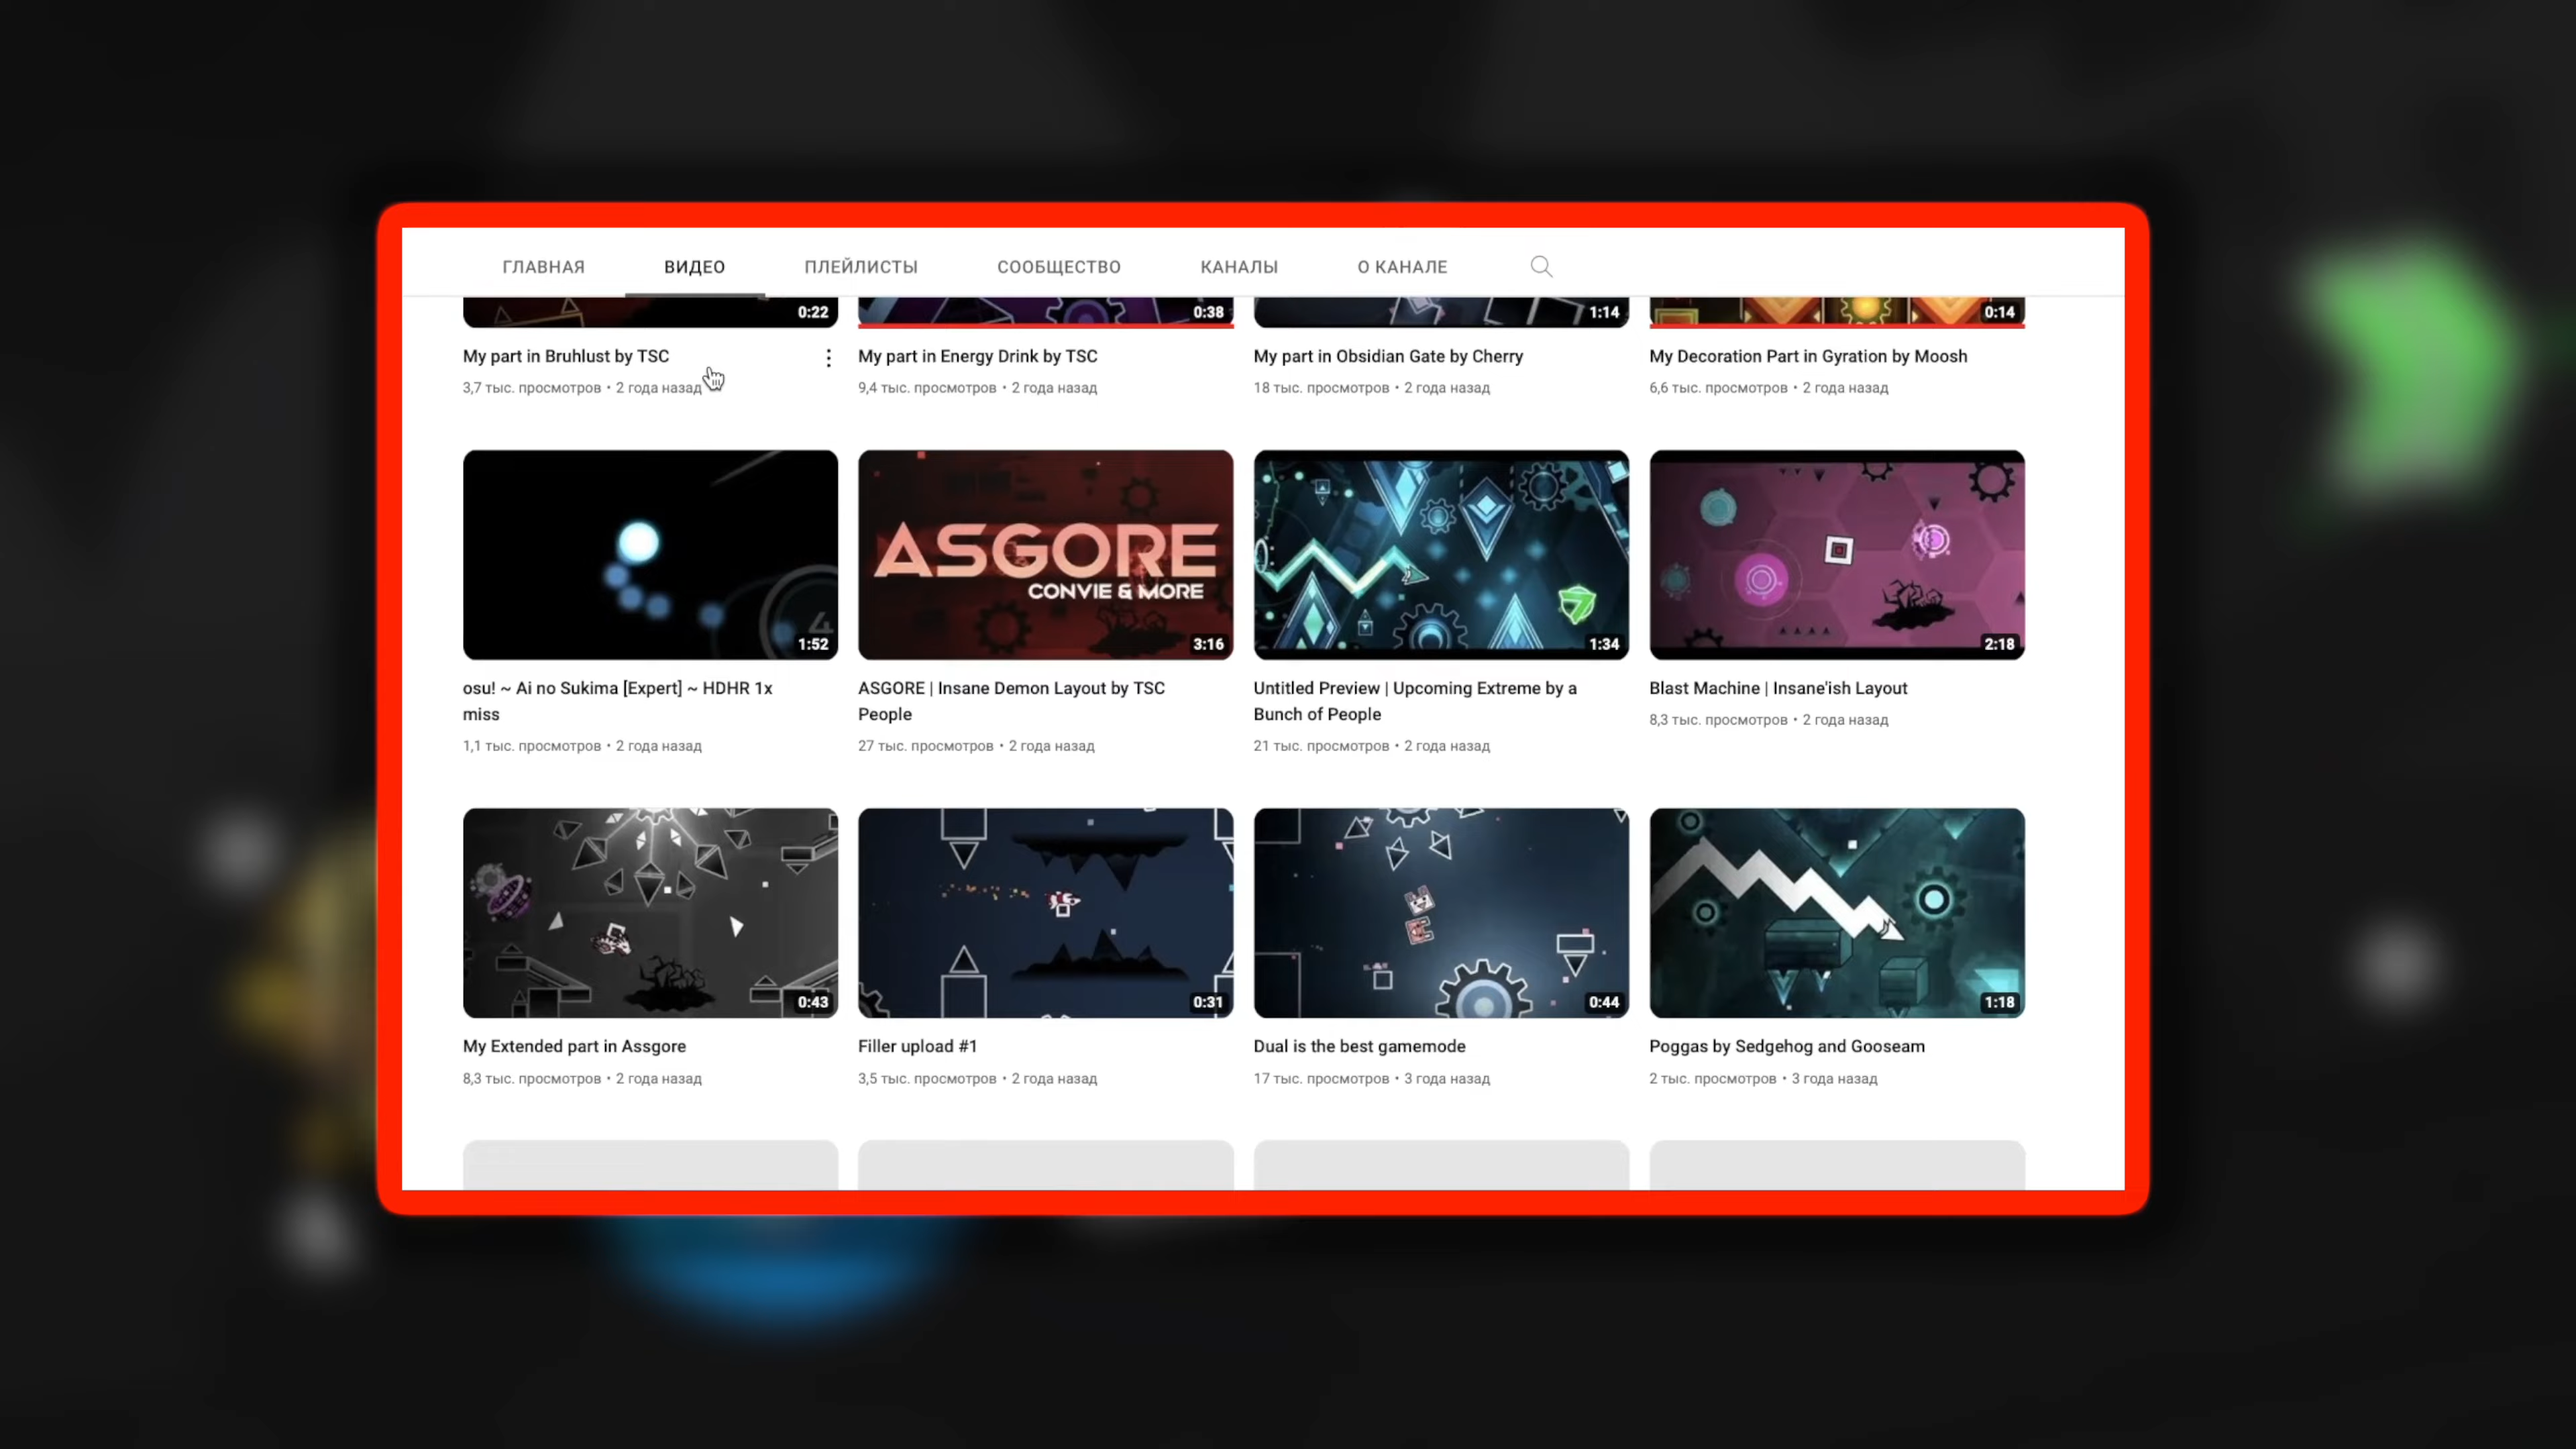 ГЛАВНАЯ ВИДЕО ПЛЕЙЛИСТЫ СООБЩЕСТВО КАНАЛЫ О КАНАЛЕ
0:22 0:38 1:14 0:14
My part in Bruhlust by TSC
3,7 тыс. просмотров • 2 года назад
My part in Energy Drink by TSC
9,4 тыс. просмотров • 2 года назад
My part in Obsidian Gate by Cherry
18 тыс. просмотров • 2 года назад
My Decoration Part in Gyration by Moosh
6,6 тыс. просмотров • 2 года назад
4
1:52
osu! ~ Ai no Sukima [Expert] ~ HDHR 1x
miss
1,1 тыс. просмотров • 2 года назад
ASGORE
CONVIE & MORE
3:16
ASGORE | Insane Demon Layout by TSC
People
27 тыс. просмотров • 2 года назад
1:34
Untitled Preview | Upcoming Extreme by a
Bunch of People
21 тыс. просмотров • 2 года назад
2:18
Blast Machine | Insane'ish Layout
8,3 тыс. просмотров • 2 года назад
0:43
My Extended part in Assgore
8,3 тыс. просмотров • 2 года назад
0:31
Filler upload #1
3,5 тыс. просмотров • 2 года назад
0:44
Dual is the best gamemode
17 тыс. просмотров • 3 года назад
1:18
Poggas by Sedgehog and Gooseam
2 тыс. просмотров • 3 года назад